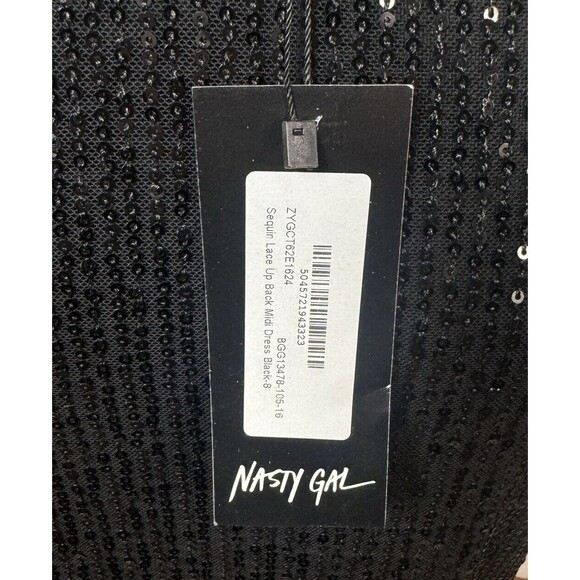 5045721943323
ZYGCT62E1624
BGG13478-105-16
Sequin Lace Up Back Midi Dress Black-8
NASTY GAL